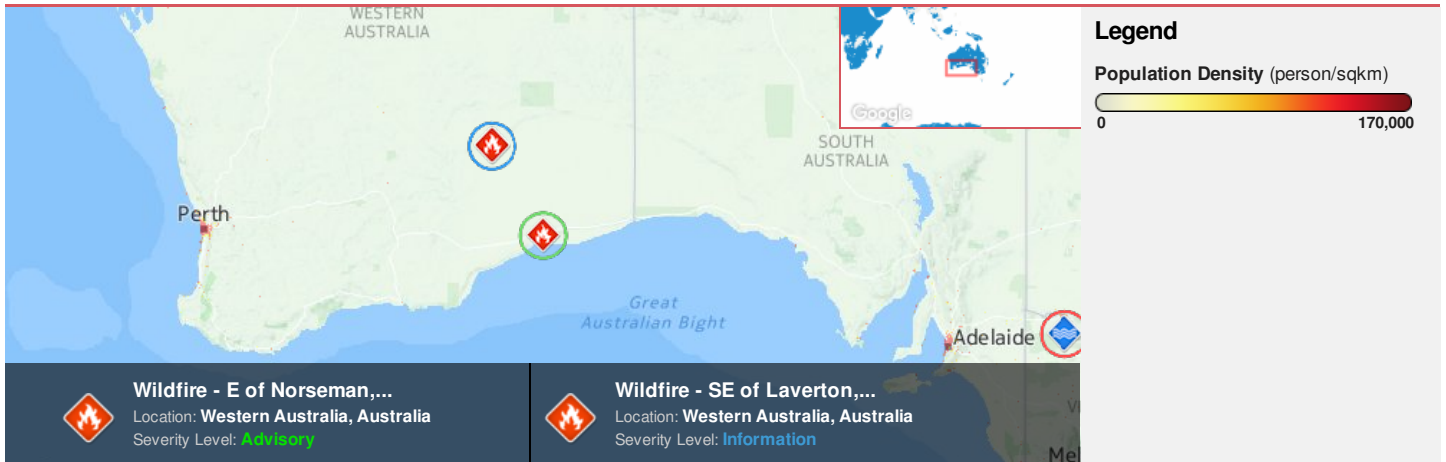 WESTERN
AUSTRALIA
Google
SOUTH
AUSTRALIA
Perth
Great
Australian Bight
Adelaide
Wildfire - E of Norseman,...
Location: Western Australia, Australia
Severity Level: Advisory
Wildfire - SE of Laverton,...
Location: Western Australia, Australia
Severity Level: Information
VI
Mel
Legend
Population Density (person/sqkm)
0
170,000